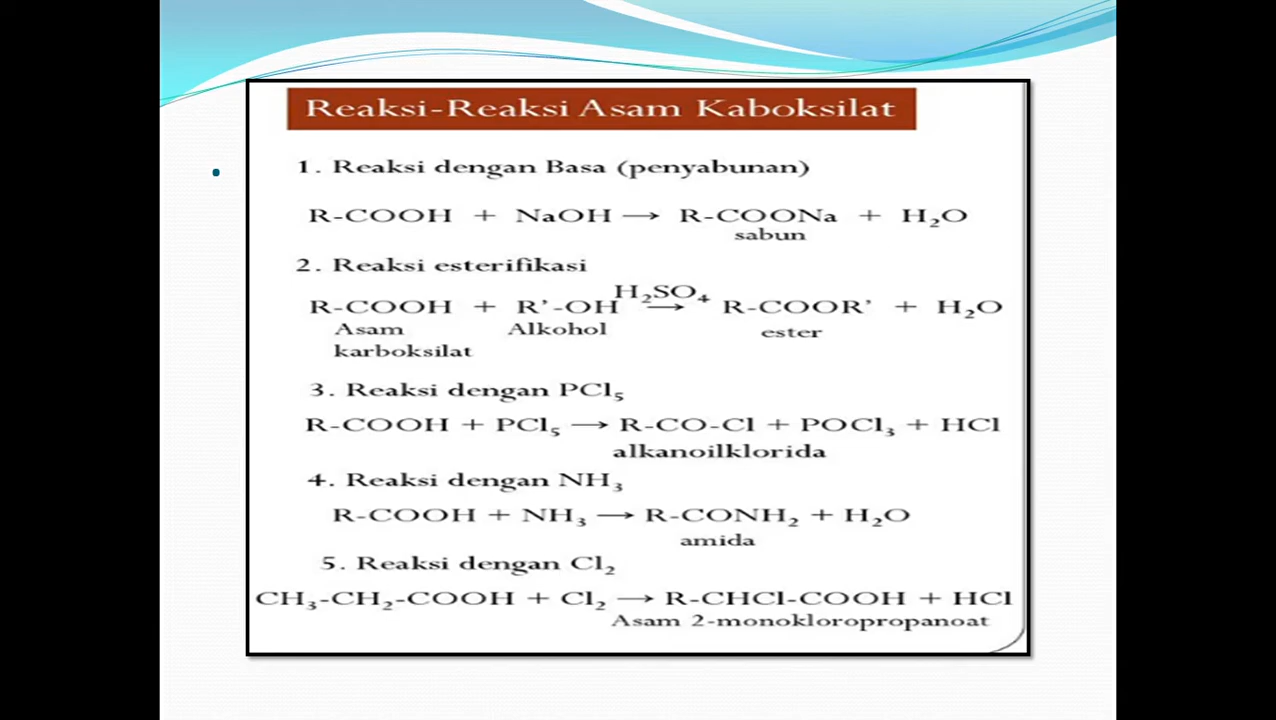 Reaksi-Reaksi Asam Kaboksilat
1. Reaksi dengan Basa (penyabunan)
R-COOH + NaOH → R-COONa + H₂O
sabun
2. Reaksi esterifikasi
H₂SO₄
R-COOH + R’-OH → R-COOR’ + H₂O
Asam Alkohol ester
karboksilat
3. Reaksi dengan PCl₅
R-COOH + PCl₅ → R-CO-Cl + POCl₃ + HCl
alkanoilklorida
4. Reaksi dengan NH₃
R-COOH + NH₃ → R-CONH₂ + H₂O
amida
5. Reaksi dengan Cl₂
CH₃-CH₂-COOH + Cl₂ → R-CHCl-COOH + HCl
Asam 2-monokloropropanoat